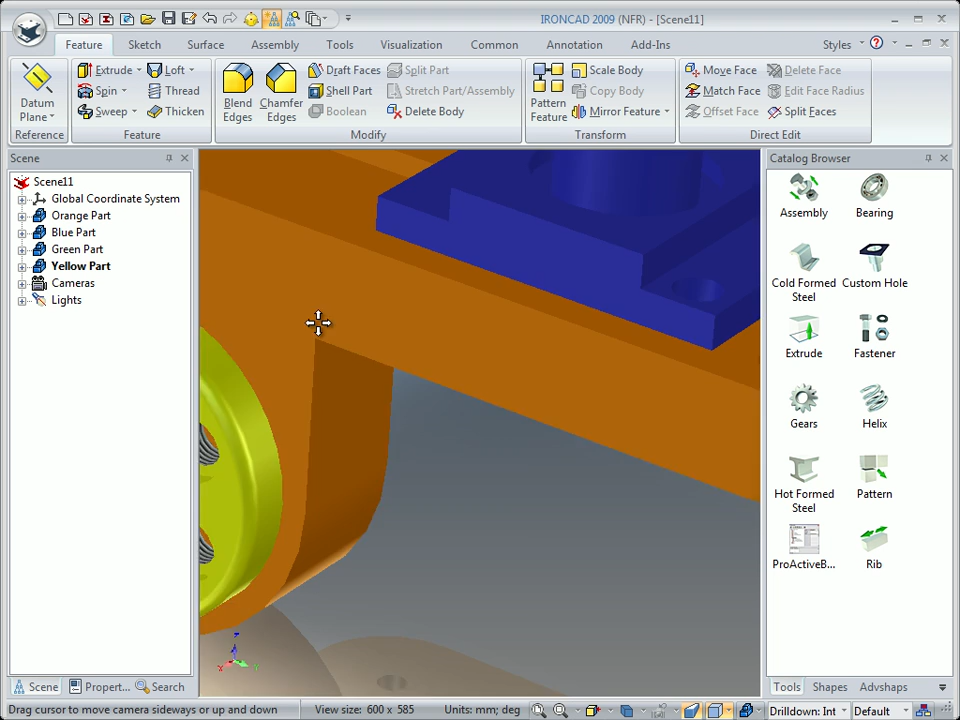 IRONCAD 2009 (NFR) - [Scene11]
Feature Sketch Surface Assembly Tools Visualization Common Annotation Add-Ins Styles
Extrude Loft Draft Faces Split Part Scale Body Move Face Delete Face
Spin Thread Shell Part Stretch Part/Assembly Copy Body Match Face Edit Face Radius
Sweep Thicken Boolean Delete Body Mirror Feature Offset Face Split Faces
Datum Plane
Blend Edges
Chamfer Edges
Pattern Feature
Reference Feature Modify Transform Direct Edit
Scene
Catalog Browser
Scene11
Global Coordinate System
Orange Part
Blue Part
Green Part
Yellow Part
Cameras
Lights
Z
X
Y
Assembly Bearing
Cold Formed Steel
Custom Hole
Extrude Fastener
Gears Helix
Hot Formed Steel
Pattern
ProActiveB... Rib
Scene Propert... Search
Tools Shapes Advshaps
Drag cursor to move camera sideways or up and down View size: 600 x 585 Units: mm; deg Drilldown: Int Default